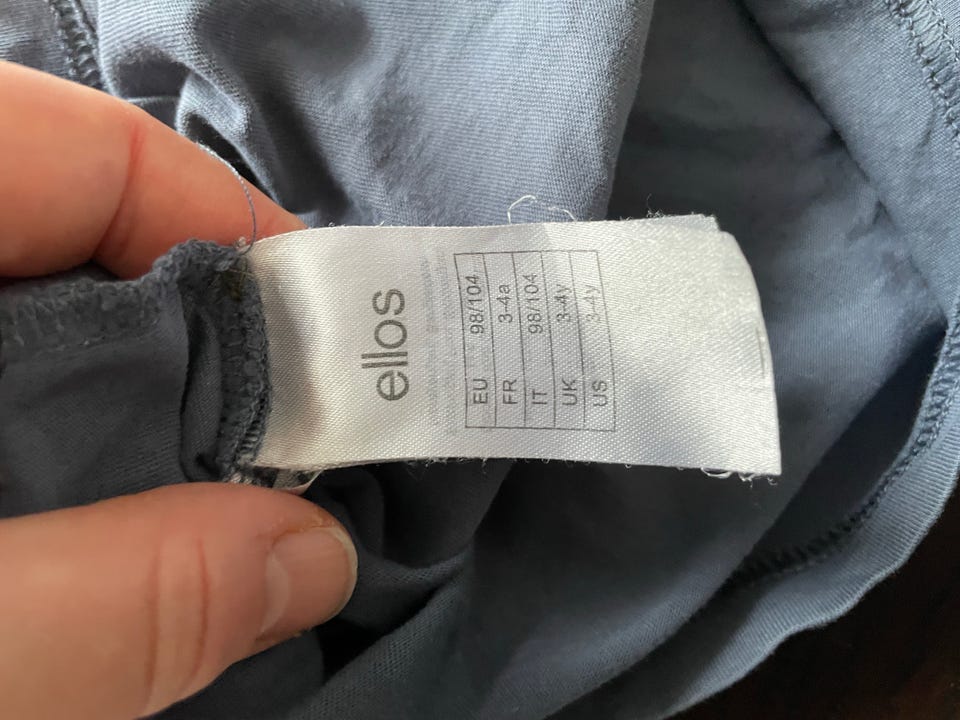 ellos
EU 98/104
FR 3-4a
IT 98/104
UK 3-4y
US 3-4y